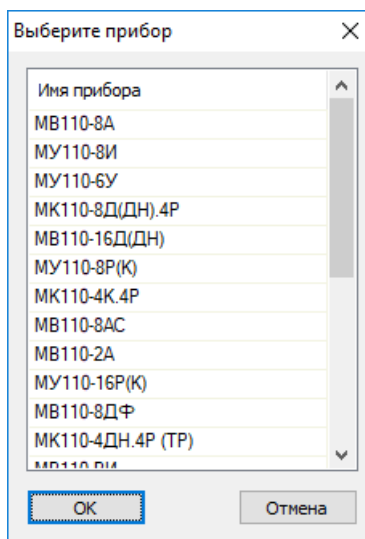 Выберите прибор
Имя прибора
МВ110-8А
МУ110-8И
МУ110-6У
МК110-8Д(ДН).4Р
МВ110-16Д(ДН)
МУ110-8Р(К)
МК110-4К.4Р
МВ110-8АС
МВ110-2А
МУ110-16Р(К)
МВ110-8ДФ
МК110-4ДН.4Р (ТР)
OK
Отмена